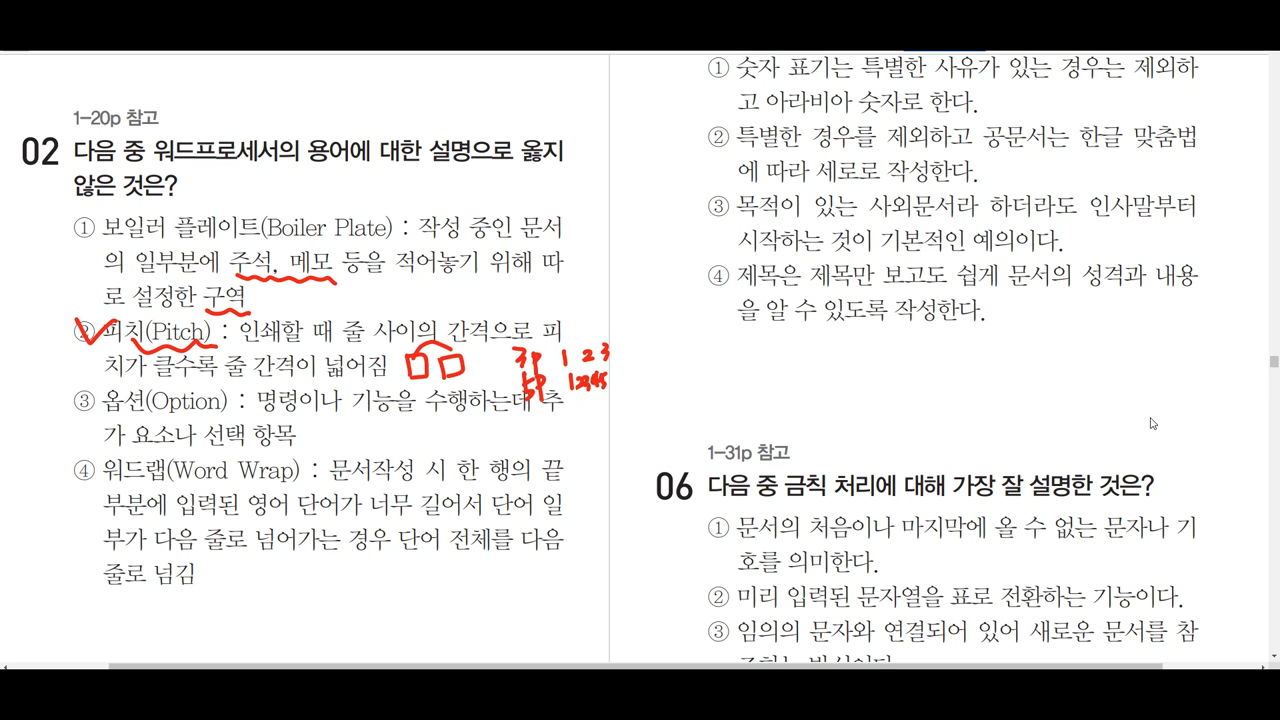 1-20p 참고
02 다음 중 워드프로세서의 용어에 대한 설명으로 옳지
않은 것은?
① 보일러 플레이트(Boiler Plate) : 작성 중인 문서
의 일부분에 주석, 메모 등을 적어놓기 위해 따
로 설정한 구역
② 피치(Pitch) : 인쇄할 때 줄 사이의 간격으로 피
치가 클수록 줄 간격이 넓어짐
3p 1 2 3
5p 12345
③ 옵션(Option) : 명령이나 기능을 수행하는데 추
가 요소나 선택 항목
④ 워드랩(Word Wrap) : 문서작성 시 한 행의 끝
부분에 입력된 영어 단어가 너무 길어서 단어 일
부가 다음 줄로 넘어가는 경우 단어 전체를 다음
줄로 넘김
① 숫자 표기는 특별한 사유가 있는 경우는 제외하
고 아라비아 숫자로 한다.
② 특별한 경우를 제외하고 공문서는 한글 맞춤법
에 따라 세로로 작성한다.
③ 목적이 있는 사외문서라 하더라도 인사말부터
시작하는 것이 기본적인 예의이다.
④ 제목은 제목만 보고도 쉽게 문서의 성격과 내용
을 알 수 있도록 작성한다.
1-31p 참고
06 다음 중 금칙 처리에 대해 가장 잘 설명한 것은?
① 문서의 처음이나 마지막에 올 수 없는 문자나 기
호를 의미한다.
② 미리 입력된 문자열을 표로 전환하는 기능이다.
③ 임의의 문자와 연결되어 있어 새로운 문서를 참